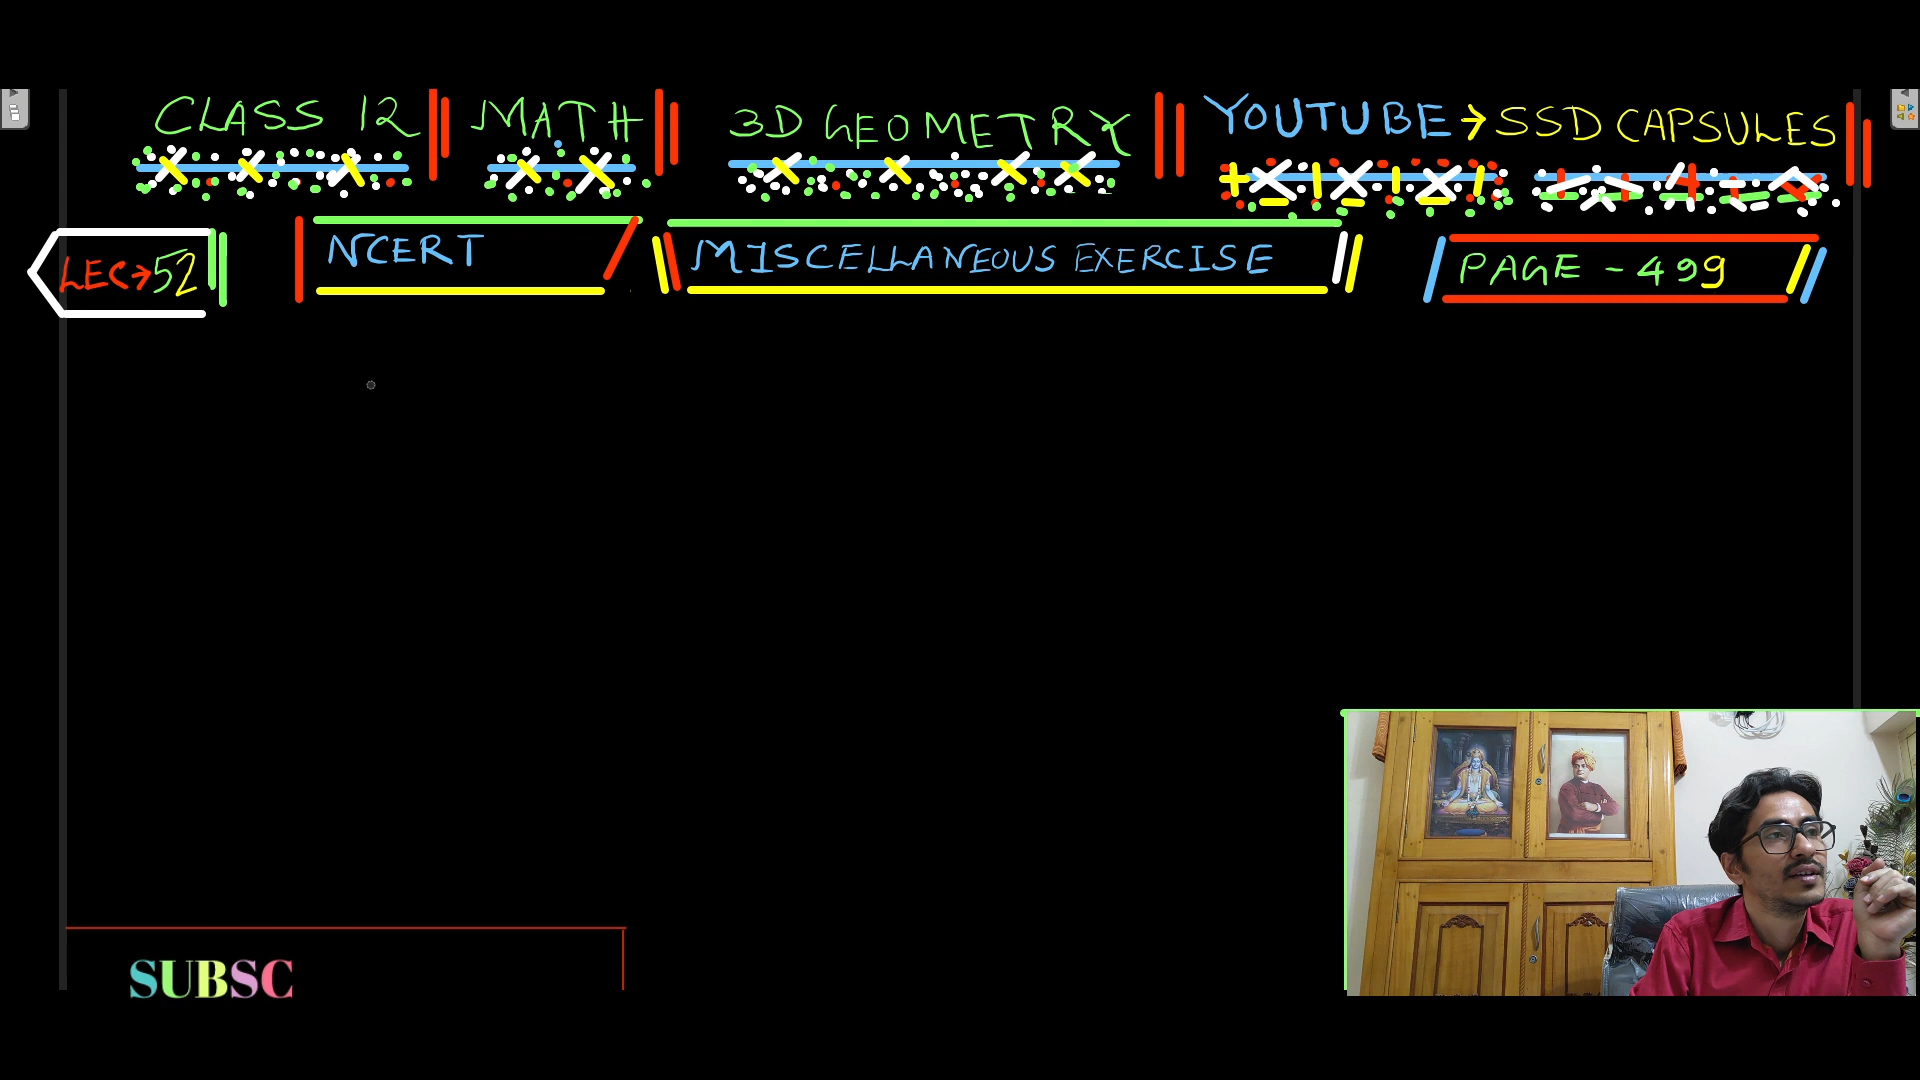 CLASS 12 MATH 3D GEOMETRY YOUTUBE → SSD CAPSULES
LEC→52 NCERT MISCELLANEOUS EXERCISE PAGE - 499
SUBSC